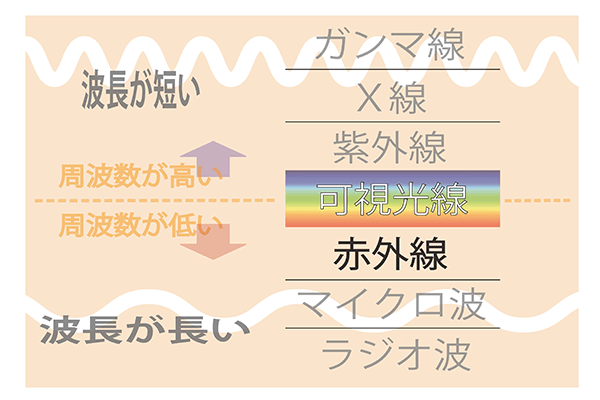 ガンマ線
波長が短い
X線
紫外線
周波数が高い
可視光線
周波数が低い
赤外線
マイクロ波
波長が長い
ラジオ波